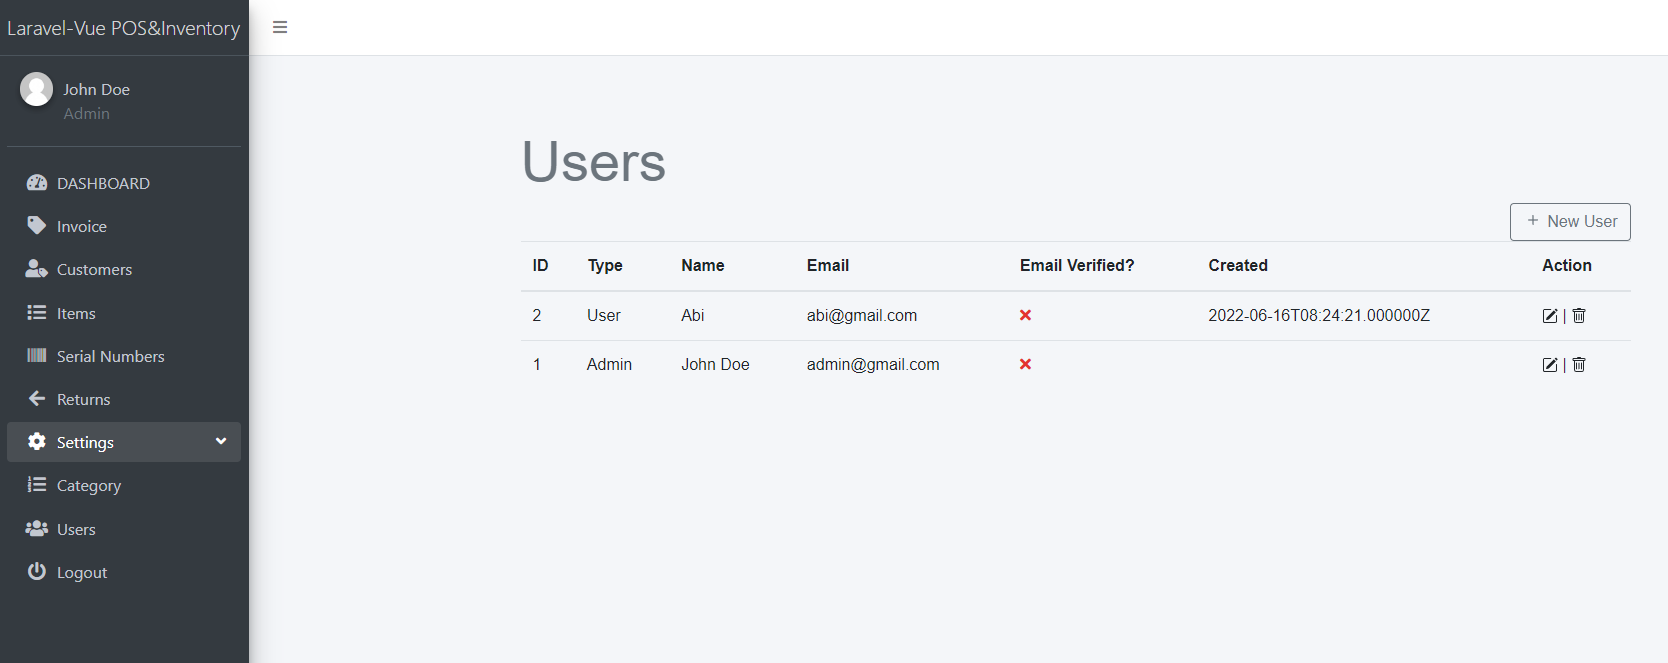 Laravel-Vue POS&Inventory
John Doe
Admin
DASHBOARD
Invoice
Customers
Items
Serial Numbers
Returns
Settings
Category
Users
Logout
Users
+ New User
ID Type Name Email Email Verified? Created Action
2 User Abi abi@gmail.com 2022-06-16T08:24:21.000000Z |
1 Admin John Doe admin@gmail.com |